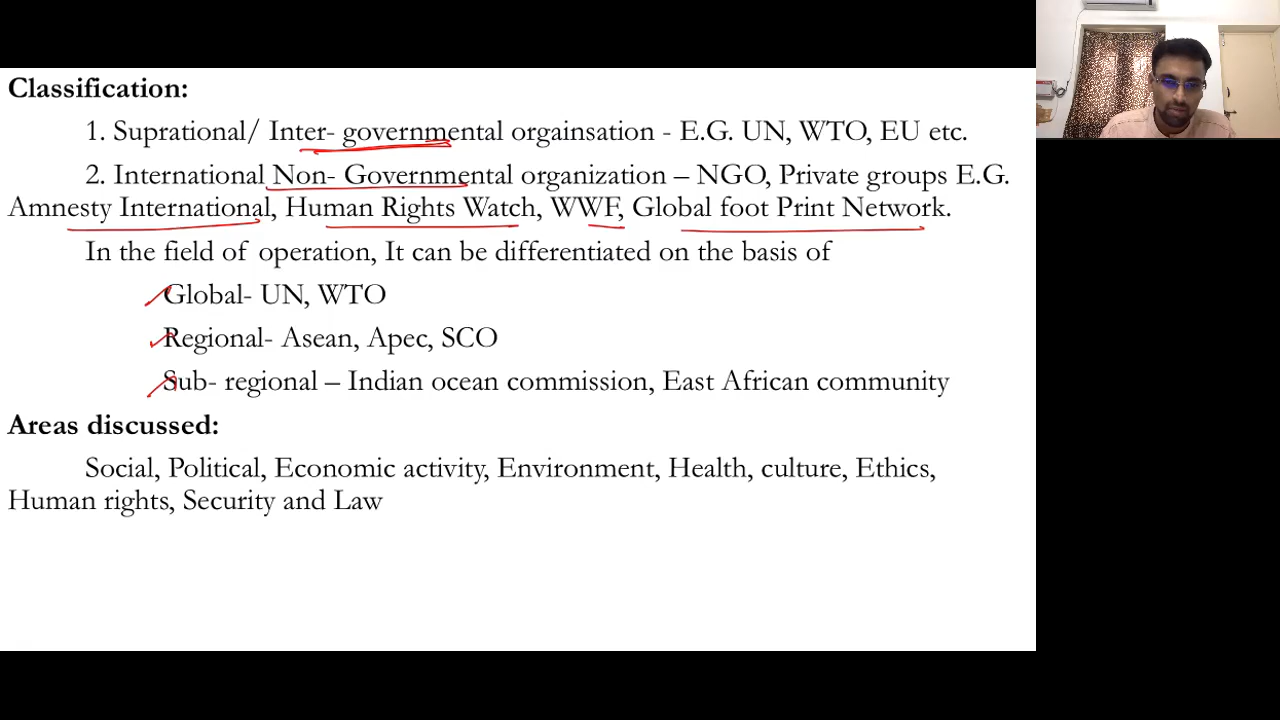 Classification:
1. Suprational/ Inter- governmental orgainsation - E.G. UN, WTO, EU etc.
2. International Non- Governmental organization – NGO, Private groups E.G.
Amnesty International, Human Rights Watch, WWF, Global foot Print Network.
In the field of operation, It can be differentiated on the basis of
Global- UN, WTO
Regional- Asean, Apec, SCO
Sub- regional – Indian ocean commission, East African community
Areas discussed:
Social, Political, Economic activity, Environment, Health, culture, Ethics,
Human rights, Security and Law